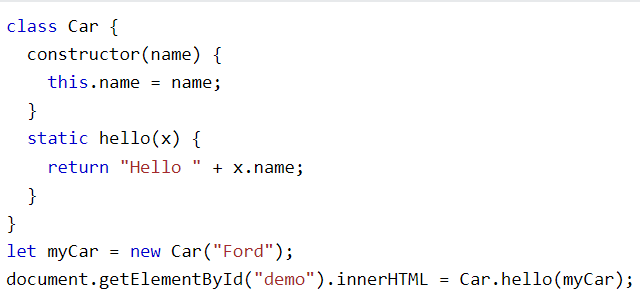 class Car {
  constructor(name) {
    this.name = name;
  }
  static hello(x) {
    return "Hello " + x.name;
  }
}
let myCar = new Car("Ford");
document.getElementById("demo").innerHTML = Car.hello(myCar);